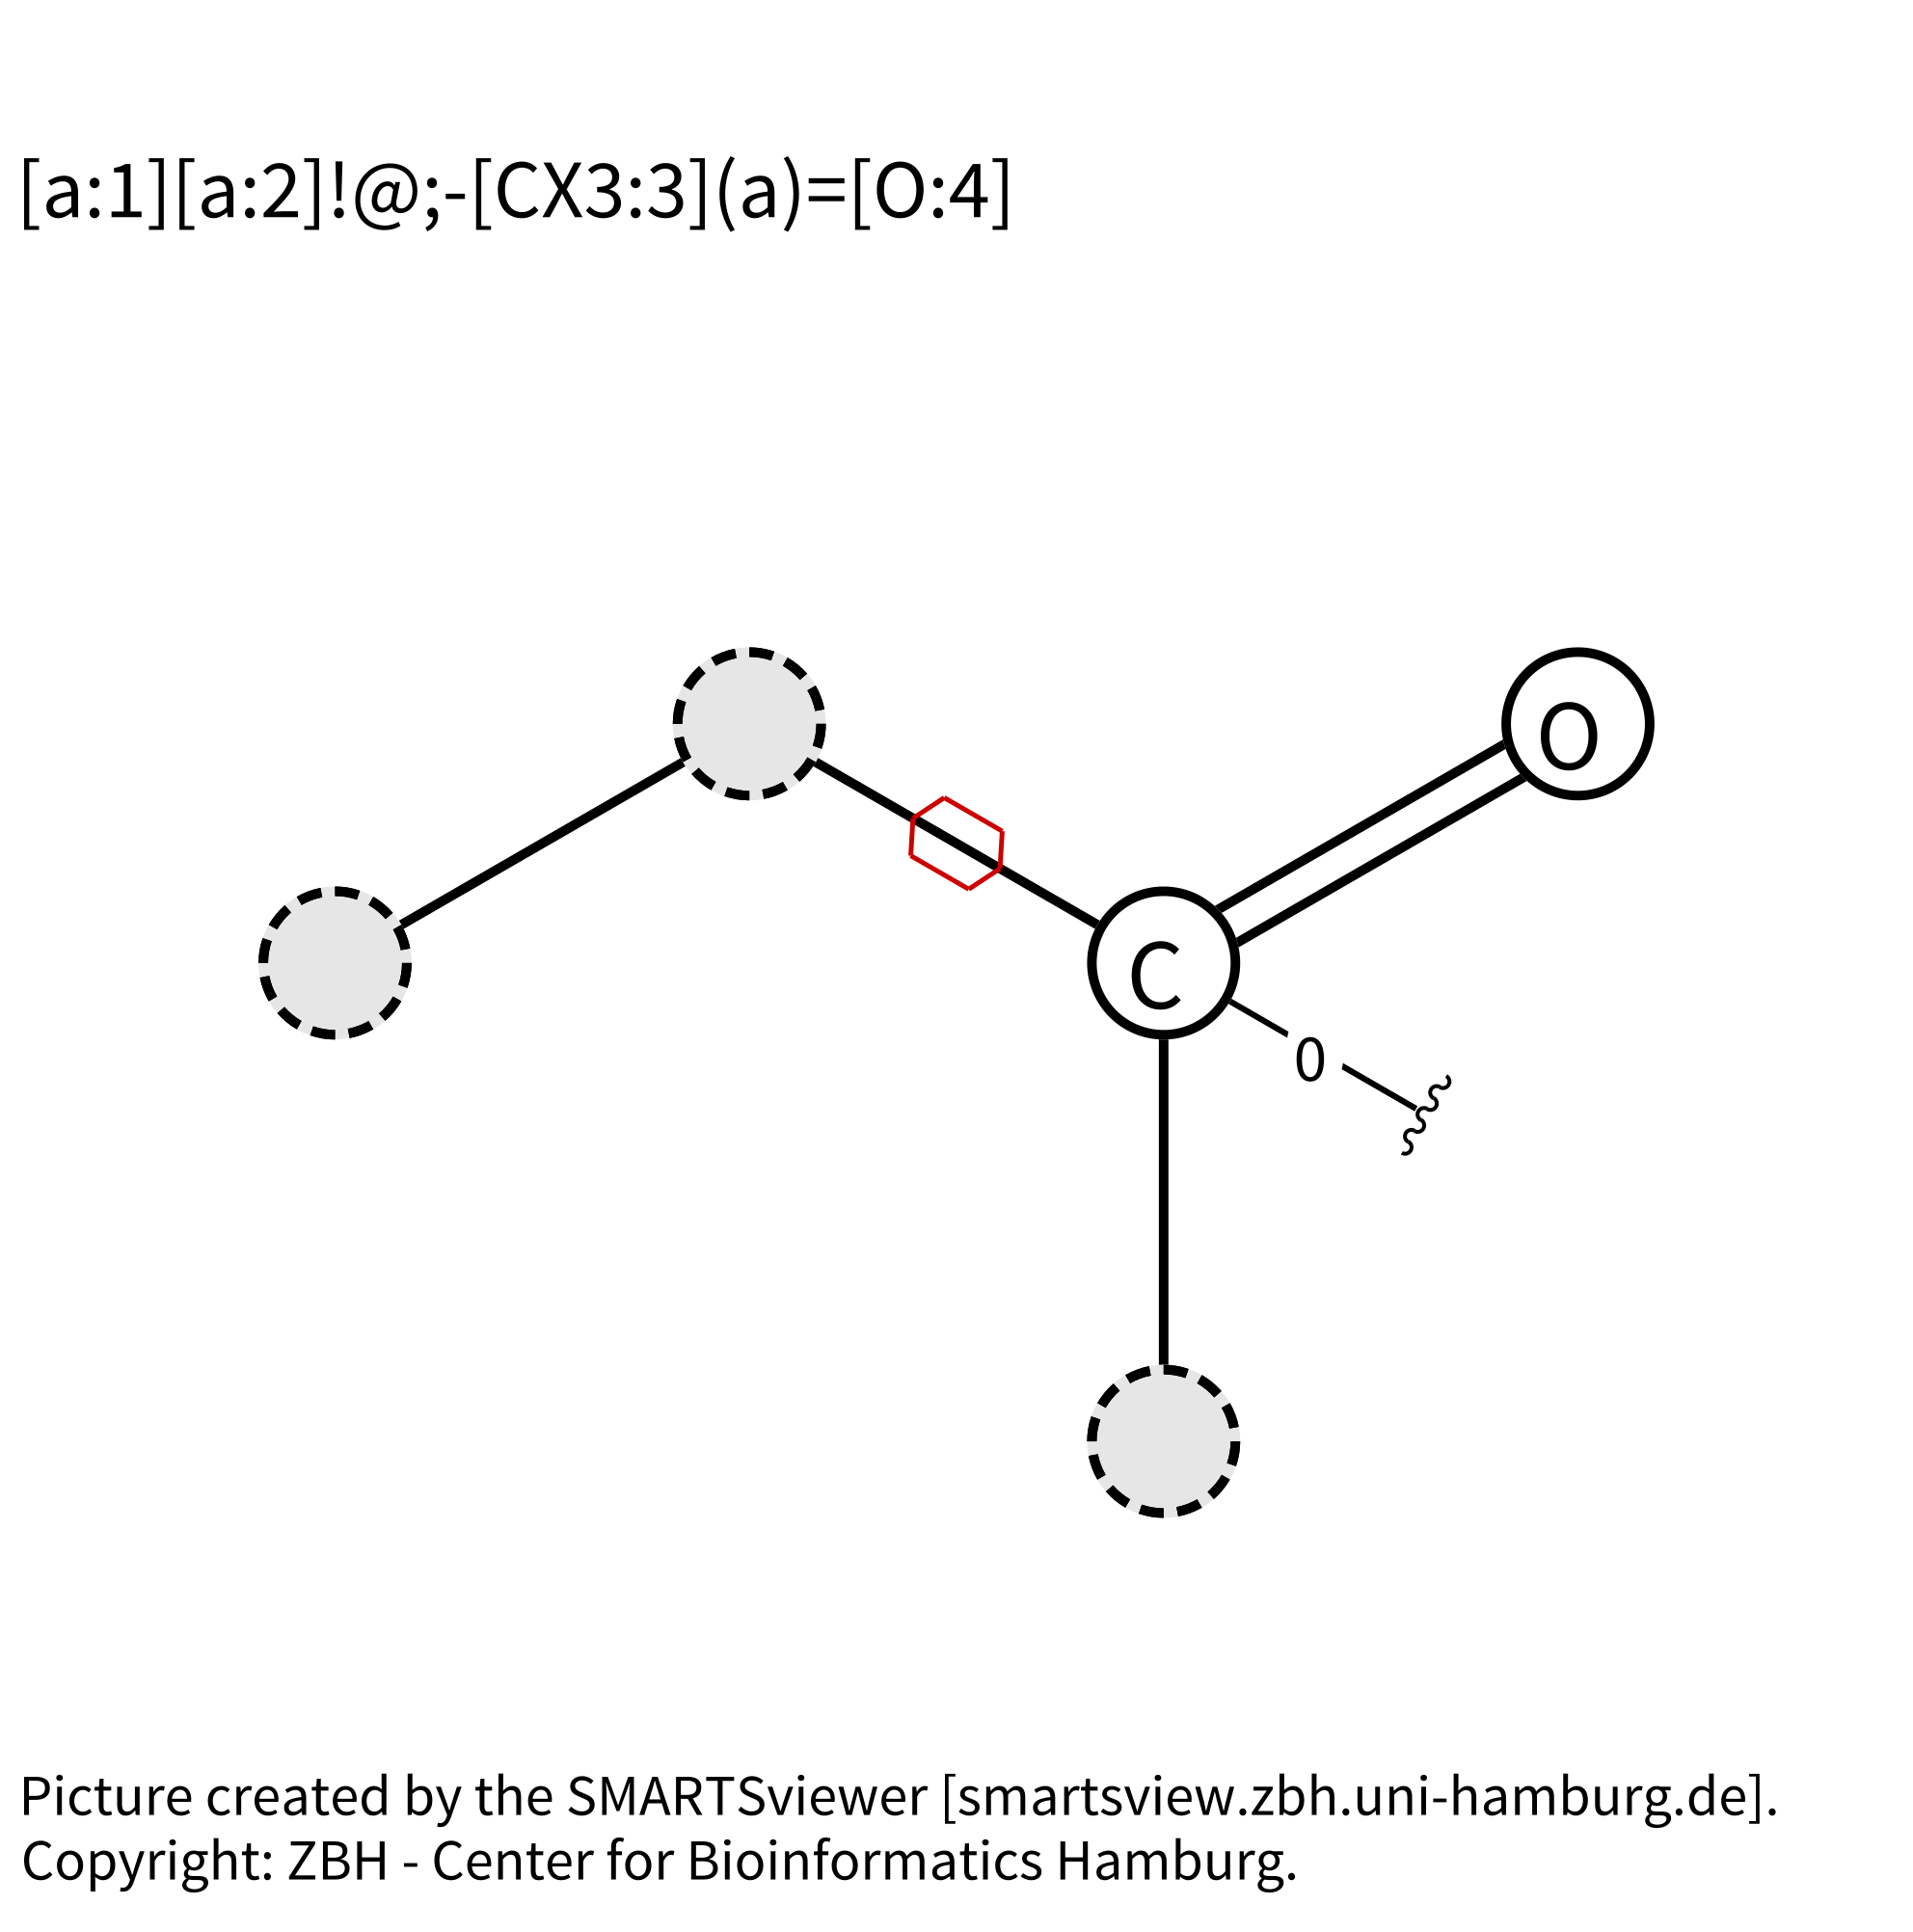 [a:1][a:2]!@;-[CX3:3](a)=[O:4]
O
C
0
Picture created by the SMARTSviewer [smartsview.zbh.uni-hamburg.de].
Copyright: ZBH - Center for Bioinformatics Hamburg.